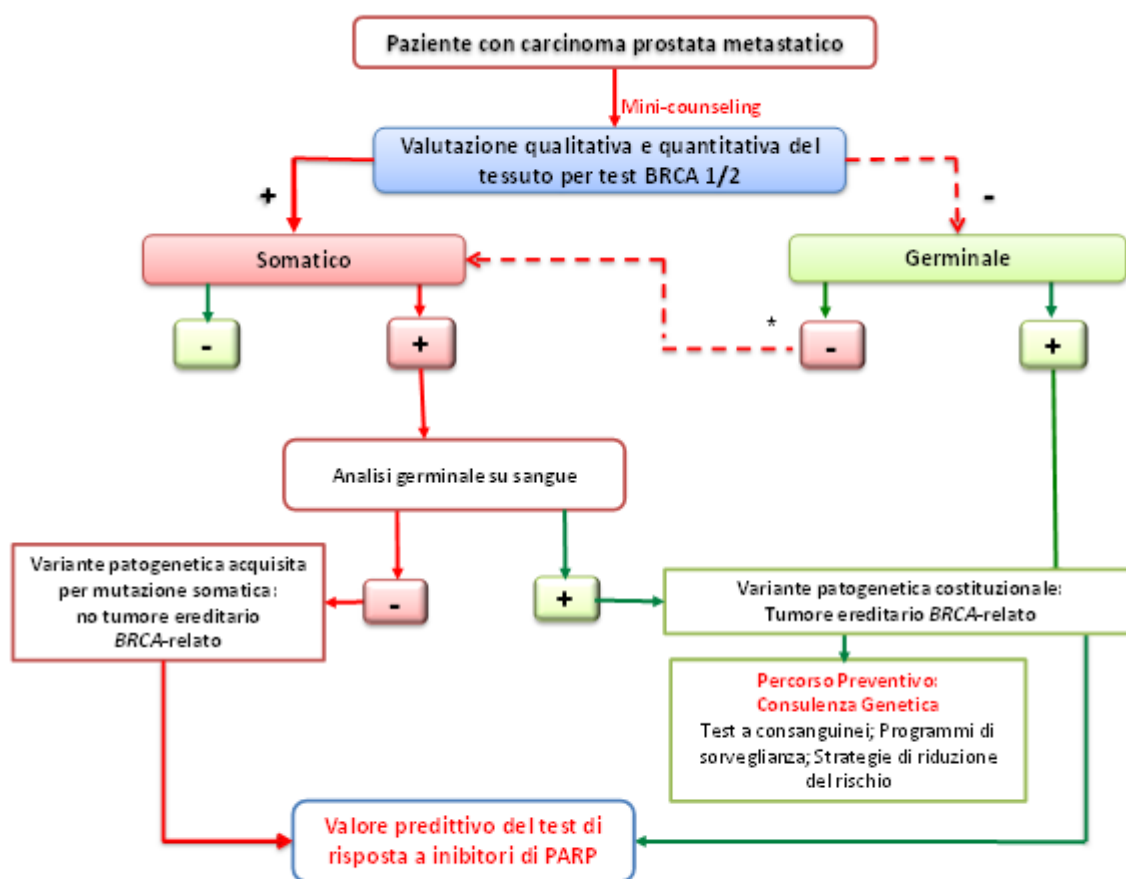 Paziente con carcinoma prostata metastatico
Mini-counseling
Valutazione qualitativa e quantitativa del
tessuto per test BRCA 1/2
+
-
Somatico
Germinale
-
+
*
-
+
Analisi germinale su sangue
Variante patogenetica acquisita
per mutazione somatica:
no tumore ereditario
BRCA-relato
-
+
Variante patogenetica costituzionale:
Tumore ereditario BRCA-relato
Percorso Preventivo:
Consulenza Genetica
Test a consanguinei; Programmi di
sorveglianza; Strategie di riduzione
del rischio
Valore predittivo del test di
risposta a inibitori di PARP